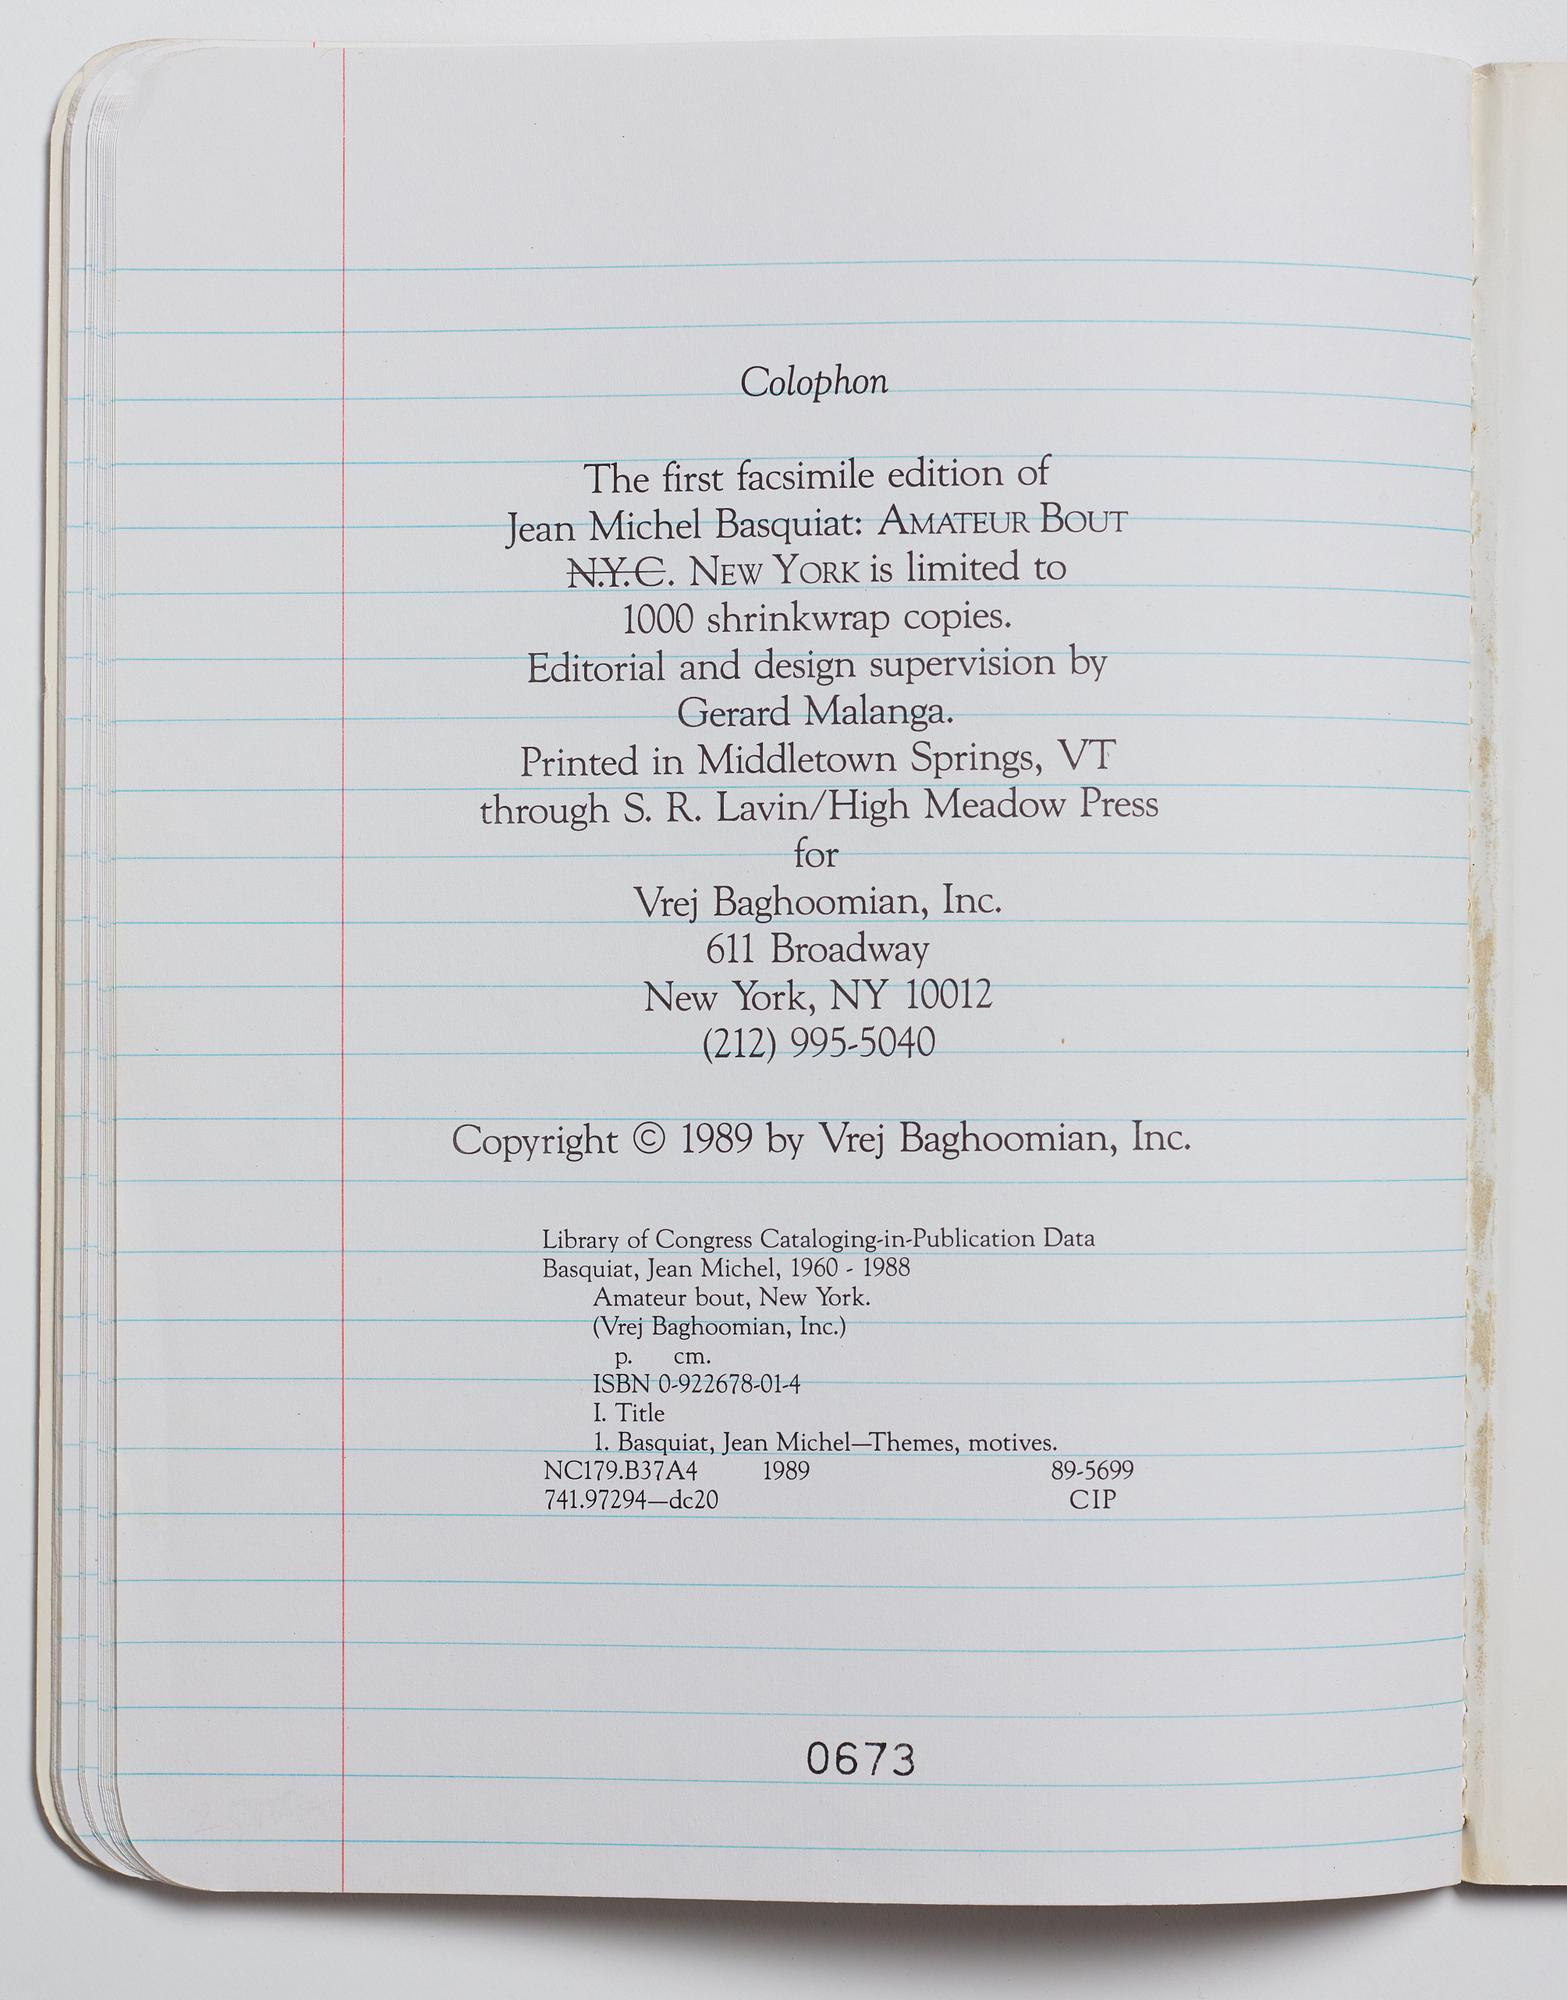 Colophon
The first facsimile edition of
Jean Michel Basquiat: AMATEUR BOUT
N.Y.C. NEW YORK is limited to
1000 shrinkwrap copies.
Editorial and design supervision by
Gerard Malanga.
Printed in Middletown Springs, VT
through S. R. Lavin/High Meadow Press
for
Vrej Baghoomian, Inc.
611 Broadway
New York, NY 10012
(212) 995-5040
Copyright © 1989 by Vrej Baghoomian, Inc.
Library of Congress Cataloging-in-Publication Data
Basquiat, Jean Michel, 1960 - 1988
Amateur bout, New York.
(Vrej Baghoomian, Inc.)
p. cm.
ISBN 0-922678-01-4
I. Title
1. Basquiat, Jean Michel—Themes, motives.
NC179.B37A4 1989 89-5699
741.97294—dc20 CIP
0673